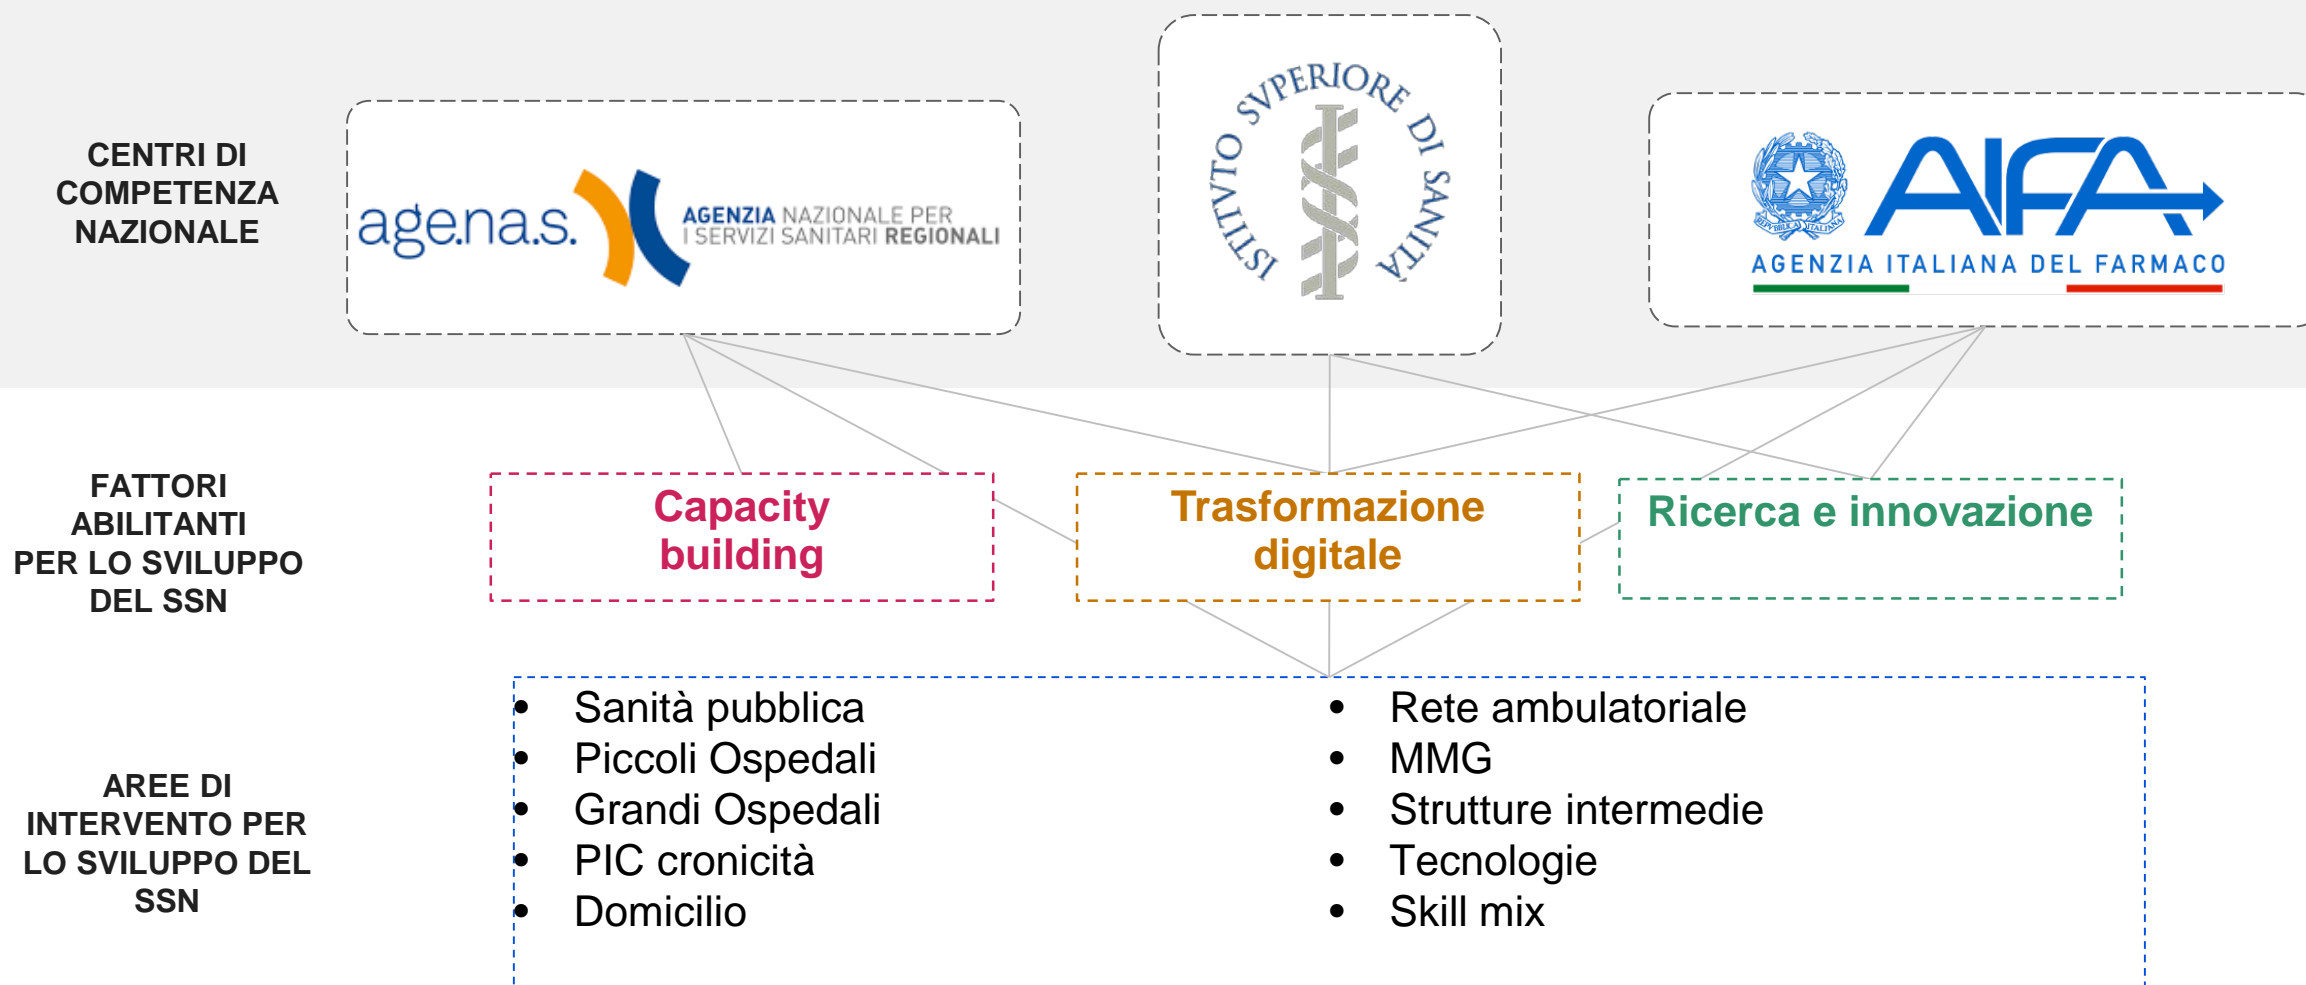 CENTRI DI
COMPETENZA
NAZIONALE
age.na.s.
AGENZIA NAZIONALE PER
I SERVIZI SANITARI REGIONALI
ISTITVTO SVPERIORE DI SANITÀ
REPVBBLICA ITALIANA
AIFA
AGENZIA ITALIANA DEL FARMACO
FATTORI
ABILITANTI
PER LO SVILUPPO
DEL SSN
Capacity
building
Trasformazione
digitale
Ricerca e innovazione
AREE DI
INTERVENTO PER
LO SVILUPPO DEL
SSN
• Sanità pubblica
• Piccoli Ospedali
• Grandi Ospedali
• PIC cronicità
• Domicilio
• Rete ambulatoriale
• MMG
• Strutture intermedie
• Tecnologie
• Skill mix